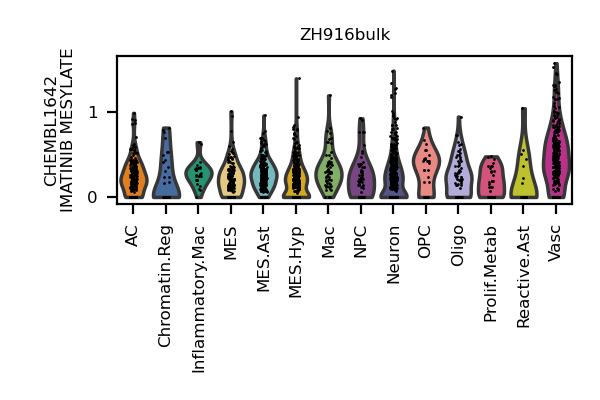 ZH916bulk
CHEMBL1642
IMATINIB MESYLATE
1
0
AC
Chromatin.Reg
Inflammatory.Mac
MES
MES.Ast
MES.Hyp
Mac
NPC
Neuron
OPC
Oligo
Prolif.Metab
Reactive.Ast
Vasc